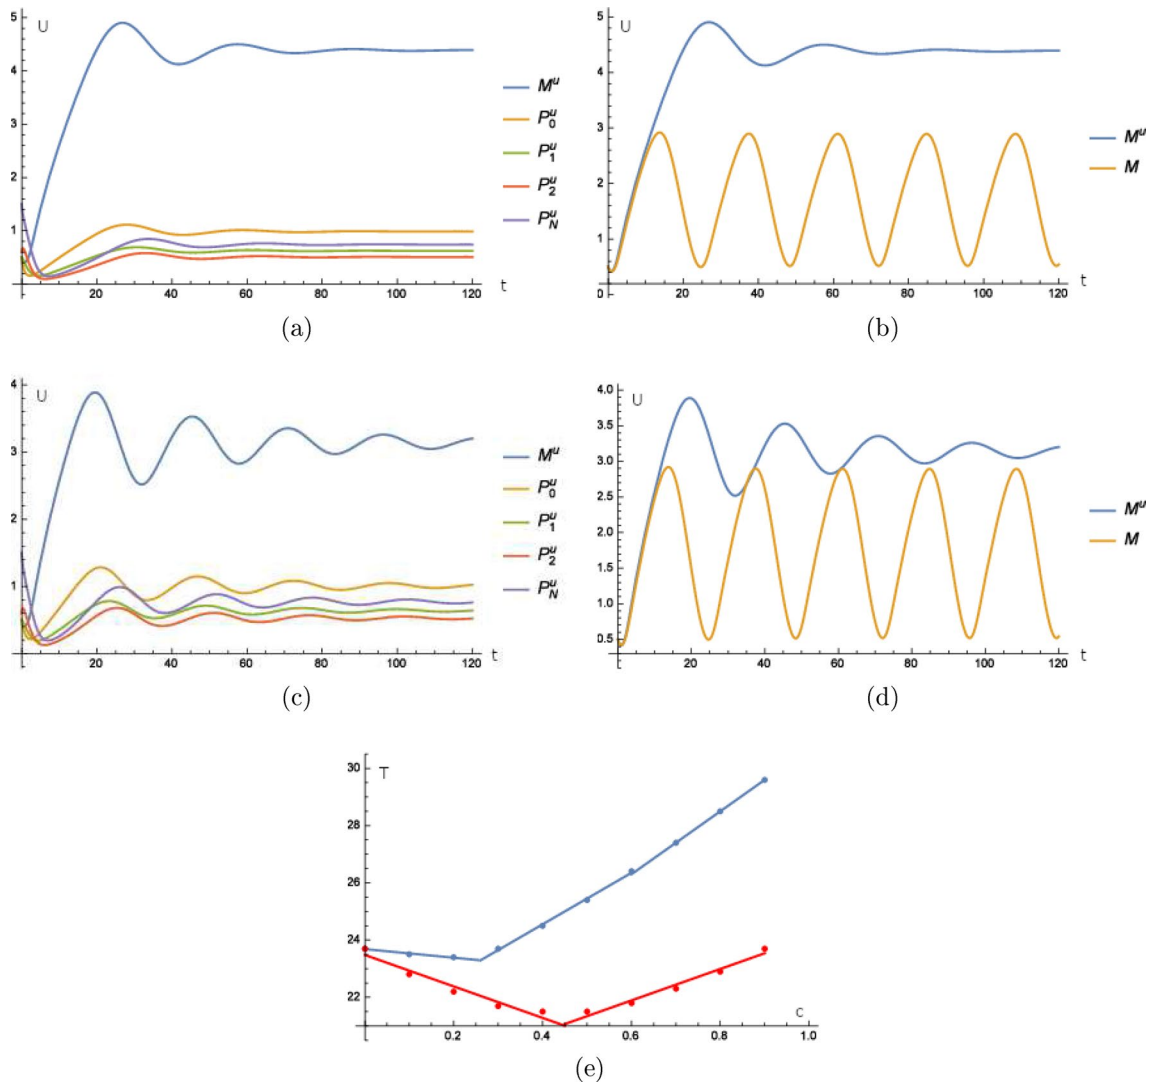 U
5
4
3
2
1
20 40 60 80 100 120 t
M^u
P_0^u
P_1^u
P_2^u
P_N^u
(a)
U
5
4
3
2
1
0 20 40 60 80 100 120 t
M^u
M
(b)
U
4
3
2
1
20 40 60 80 100 120 t
M^u
P_0^u
P_1^u
P_2^u
P_N^u
(c)
U
4.0
3.5
3.0
2.5
2.0
1.5
1.0
0.5
20 40 60 80 100 120 t
M^u
M
(d)
T
30
28
26
24
22
0.2 0.4 0.6 0.8 1.0
c
(e)